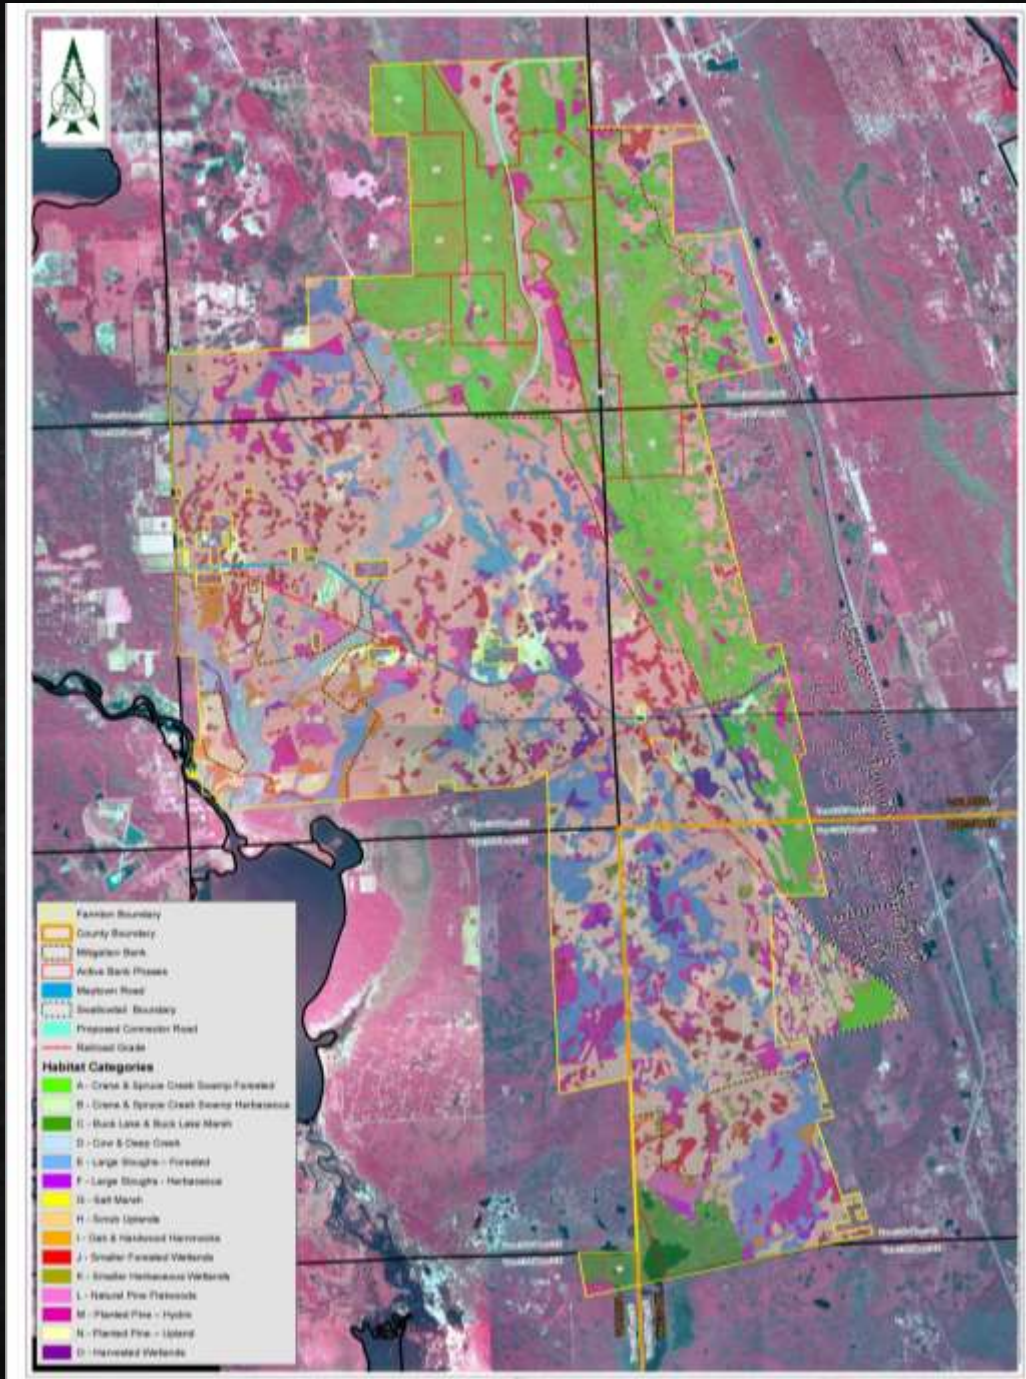 N
Farmton Boundary
County Boundary
Mitigation Bank
Active Bank Phases
Maytown Road
Swallowtail Boundary
Proposed Connector Road
Railroad Grade
Habitat Categories
A - Crane & Spruce Creek Swamp Forested
B - Crane & Spruce Creek Swamp Herbaceous
C - Buck Lake & Buck Lake Marsh
D - Cow & Deep Creek
E - Large Sloughs - Forested
F - Large Sloughs - Herbaceous
G - Salt Marsh
H - Scrub Uplands
I - Oak & Hardwood Hammocks
J - Smaller Forested Wetlands
K - Smaller Herbaceous Wetlands
L - Natural Pine Flatwoods
M - Planted Pine - Hydric
N - Planted Pine - Upland
O - Harvested Wetlands